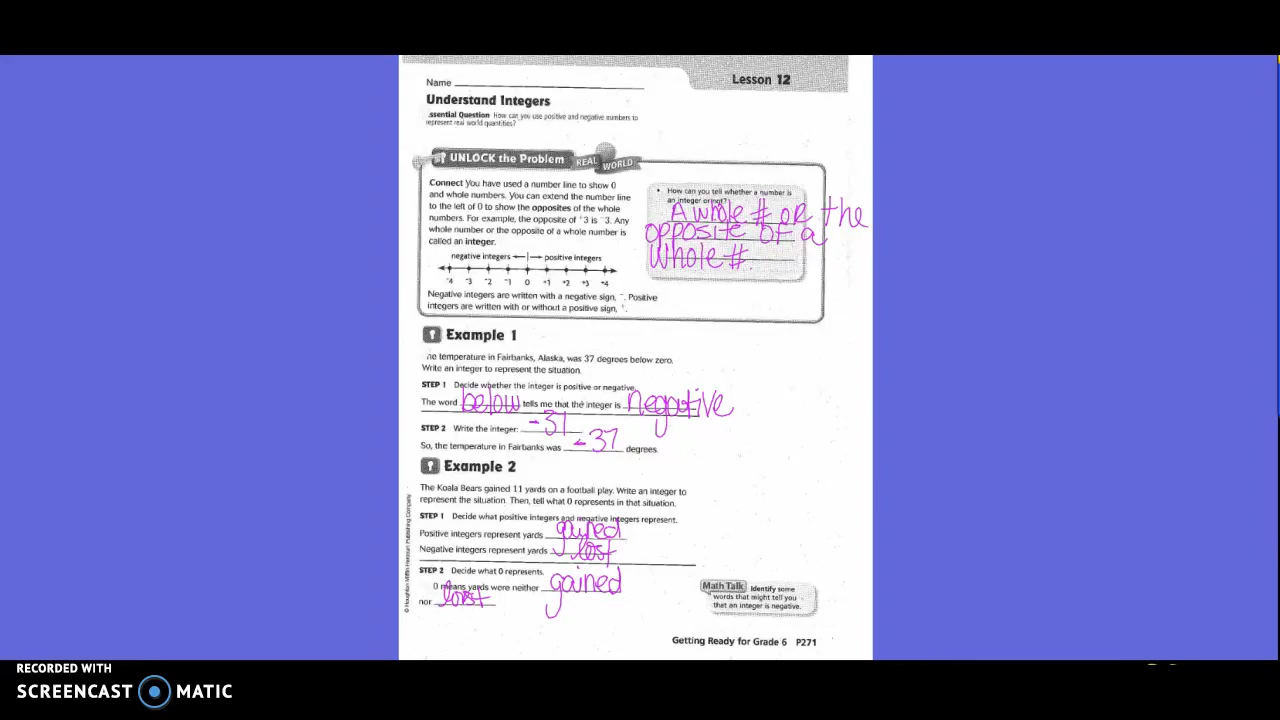 Lesson 12
Name
Understand Integers
ssential Question How can you use positive and negative numbers to
represent real world quantities?
UNLOCK the Problem REAL WORLD
Connect You have used a number line to show 0
and whole numbers. You can extend the number line
to the left of 0 to show the opposites of the whole
numbers. For example, the opposite of +3 is −3. Any
whole number or the opposite of a whole number is
called an integer.
negative integers positive integers
−4 −3 −2 −1 0 +1 +2 +3 +4
Negative integers are written with a negative sign, −. Positive
integers are written with or without a positive sign, +.
• How can you tell whether a number is
an integer or not?
A whole # or the
opposite of a
whole #.
Example 1
he temperature in Fairbanks, Alaska, was 37 degrees below zero.
Write an integer to represent the situation.
STEP 1 Decide whether the integer is positive or negative.
The word below tells me that the integer is negative
STEP 2 Write the integer: -37
So, the temperature in Fairbanks was -37 degrees.
Example 2
The Koala Bears gained 11 yards on a football play. Write an integer to
represent the situation. Then, tell what 0 represents in that situation.
STEP 1 Decide what positive integers and negative integers represent.
Positive integers represent yards gained
Negative integers represent yards lost
STEP 2 Decide what 0 represents.
0 means yards were neither gained
nor lost
Math Talk Identify some
words that might tell you
that an integer is negative.
© Houghton Mifflin Harcourt Publishing Company
Getting Ready for Grade 6 P271
RECORDED WITH
SCREENCAST MATIC